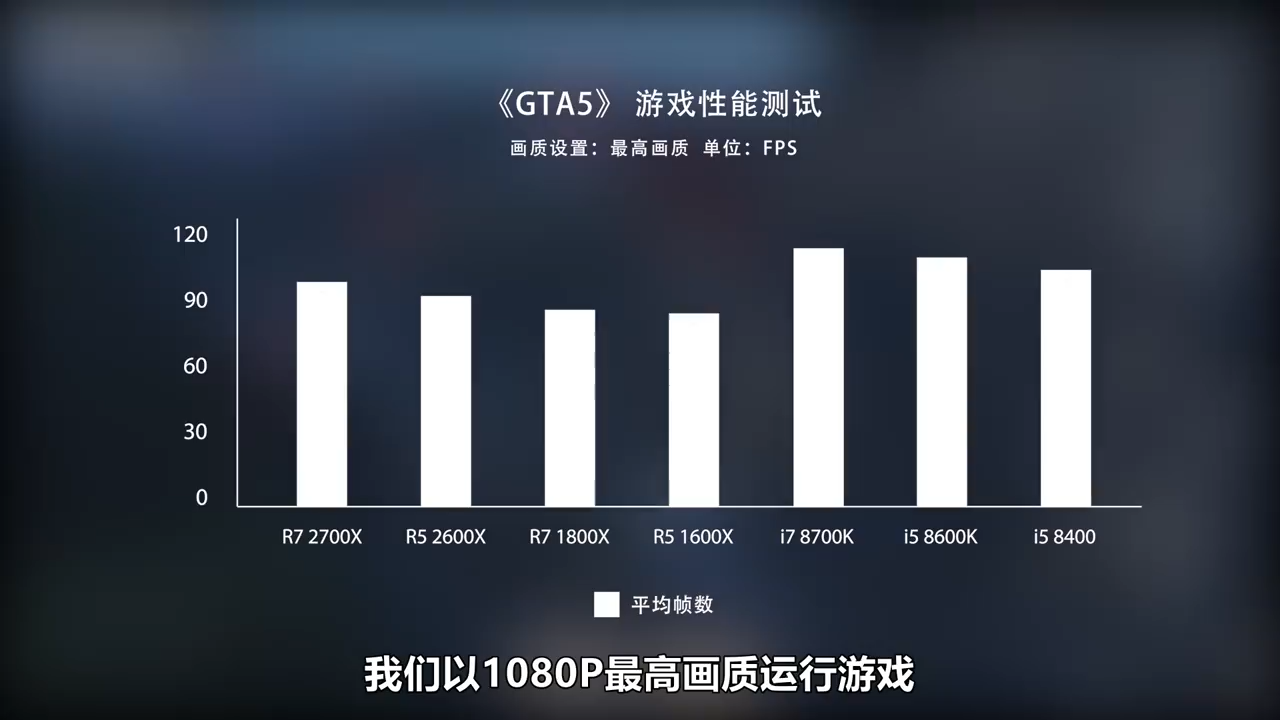 《GTA5》 游戏性能测试
画质设置：最高画质 单位：FPS
120
90
60
30
0
R7 2700X R5 2600X R7 1800X R5 1600X i7 8700K i5 8600K i5 8400
平均帧数
我们以1080P最高画质运行游戏